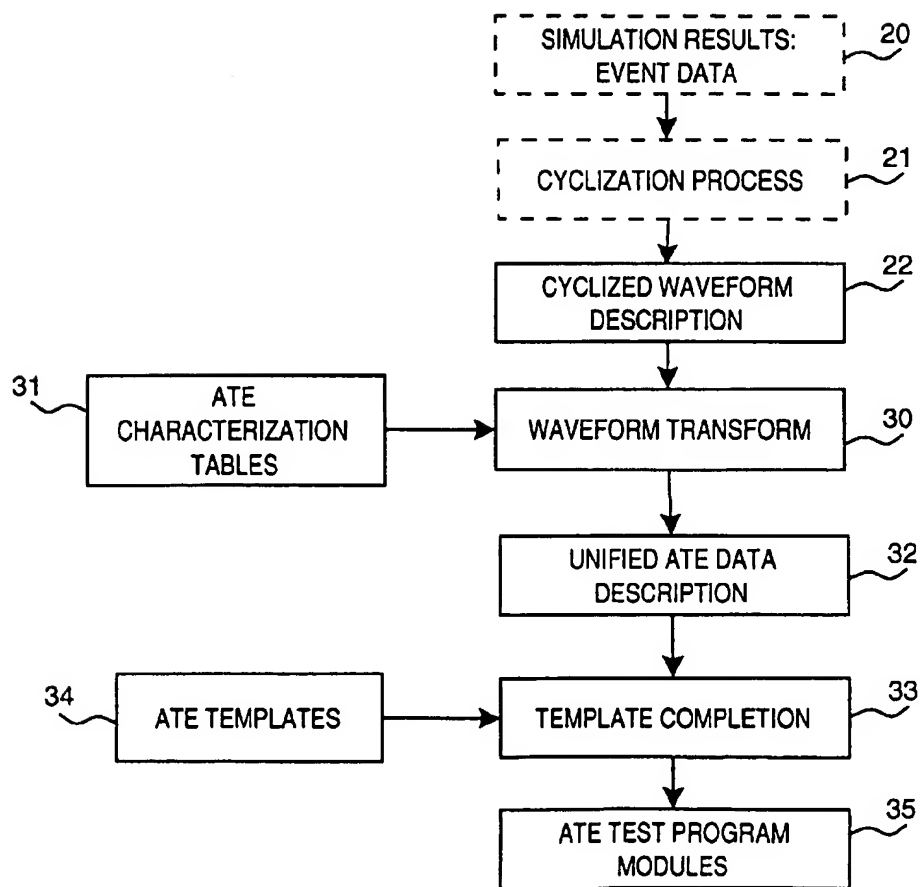 SIMULATION RESULTS:
EVENT DATA
20
CYCLIZATION PROCESS
21
CYCLIZED WAVEFORM
DESCRIPTION
22
31
ATE
CHARACTERIZATION
TABLES
WAVEFORM TRANSFORM
30
UNIFIED ATE DATA
DESCRIPTION
32
34
ATE TEMPLATES
TEMPLATE COMPLETION
33
ATE TEST PROGRAM
MODULES
35